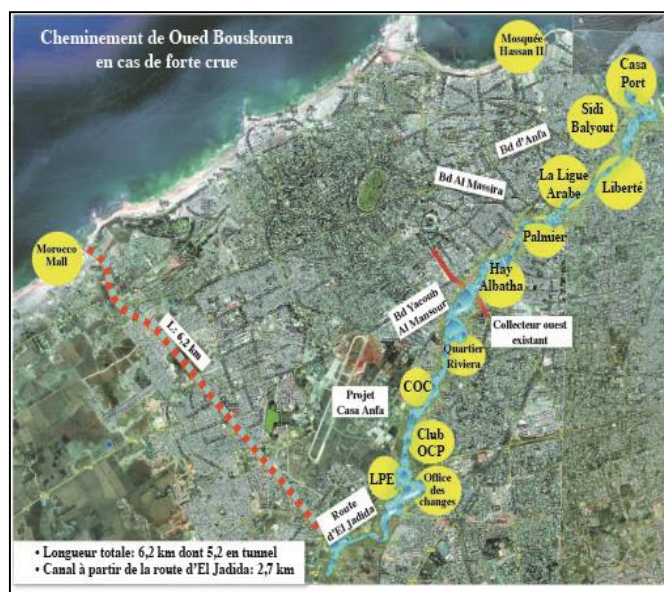 Cheminement de Oued Bouskoura
en cas de forte crue
Mosquée
Hassan II
Casa
Port
Sidi
Balyout
Bd d'Anfa
La Ligue
Arabe
Liberté
Bd Al Massira
Palmier
Morocco
Mall
Hay
Albatha
Bd Yacoub
Al Mansour
Collecteur ouest
existant
L: 6,2 km
Quartier
Riviera
Projet
Casa Anfa
COC
Club
OCP
LPE
Office
des
changes
Route
d'El Jadida
• Longueur totale: 6,2 km dont 5,2 en tunnel
• Canal à partir de la route d'El Jadida: 2,7 km